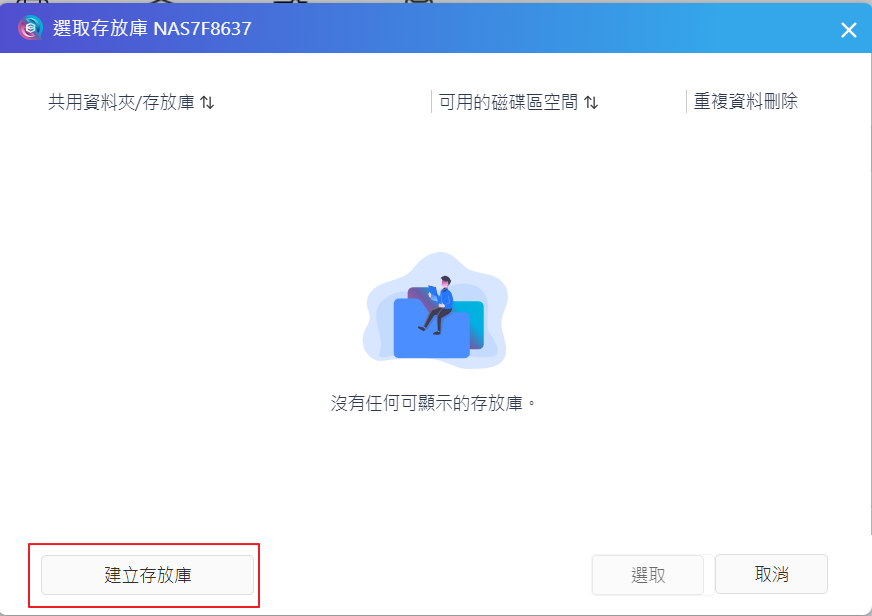 選取存放庫 NAS7F8637
共用資料夾/存放庫
可用的磁碟區空間
重複資料刪除
沒有任何可顯示的存放庫。
建立存放庫
選取
取消